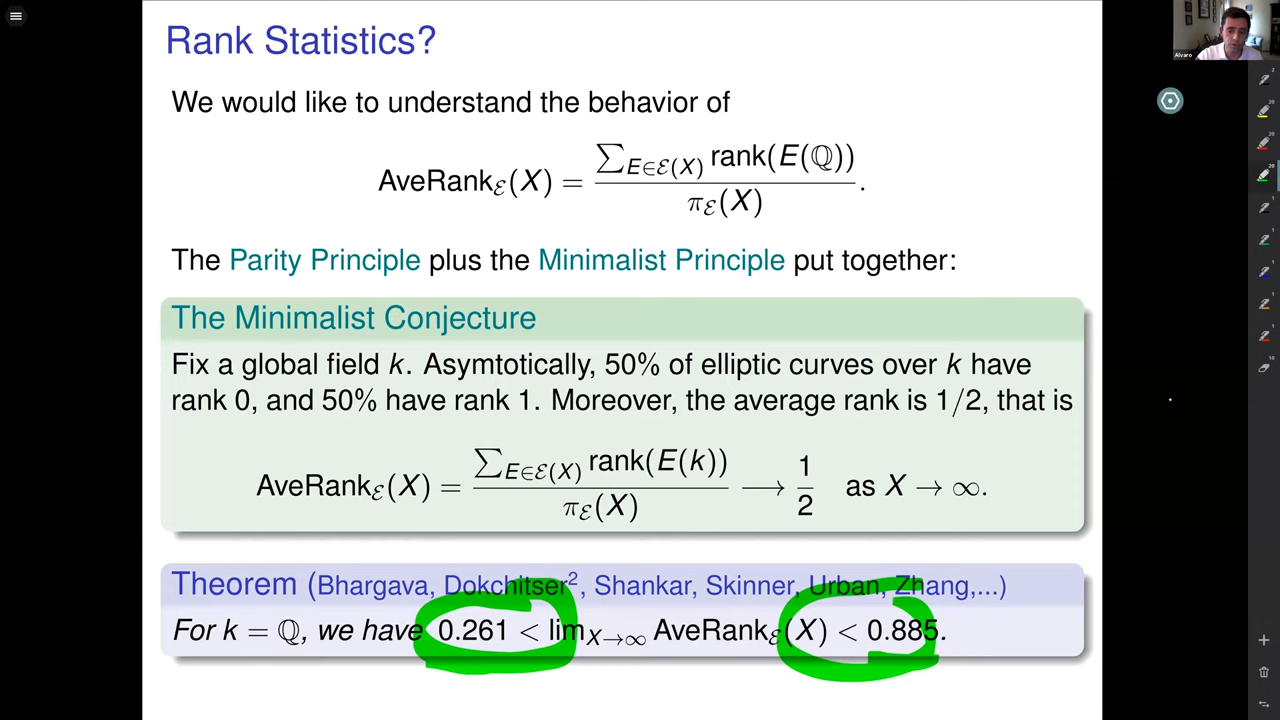 Rank Statistics?
We would like to understand the behavior of
AveRank_ℰ(X) = ∑_{E∈ℰ(X)} rank(E(ℚ)) / π_ℰ(X).
The Parity Principle plus the Minimalist Principle put together:
The Minimalist Conjecture
Fix a global field k. Asymtotically, 50% of elliptic curves over k have
rank 0, and 50% have rank 1. Moreover, the average rank is 1/2, that is
AveRank_ℰ(X) = ∑_{E∈ℰ(X)} rank(E(k)) / π_ℰ(X) ⟶ 1/2 as X → ∞.
Theorem (Bhargava, Dokchitser², Shankar, Skinner, Urban, Zhang,...)
For k = ℚ, we have 0.261 < lim_{X→∞} AveRank_ℰ(X) < 0.885.
Alvaro